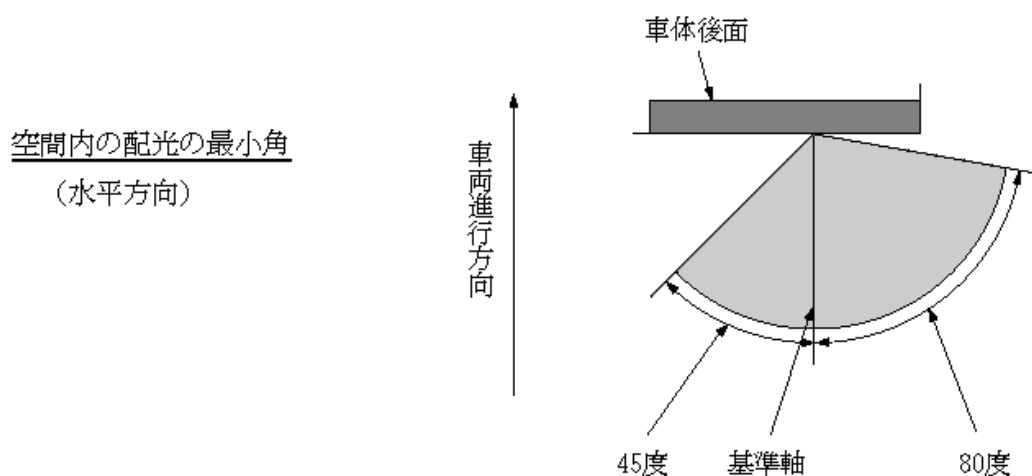 車体後面
空間内の配光の最小角
(水平方向)
車両進行方向
45度
基準軸
80度